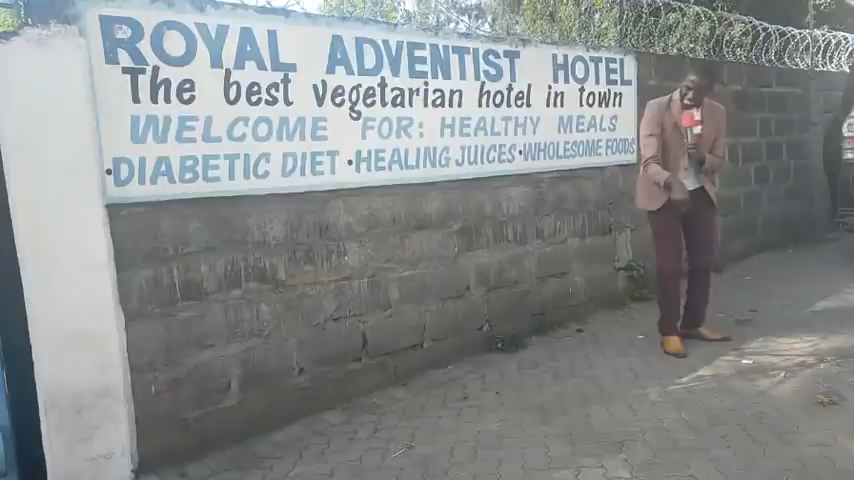 ROYAL ADVENTIST HOTEL
The best vegetarian hotel in town
WELCOME FOR: HEALTHY MEALS
•DIABETIC DIET •HEALING JUICES •WHOLESOME FOODS